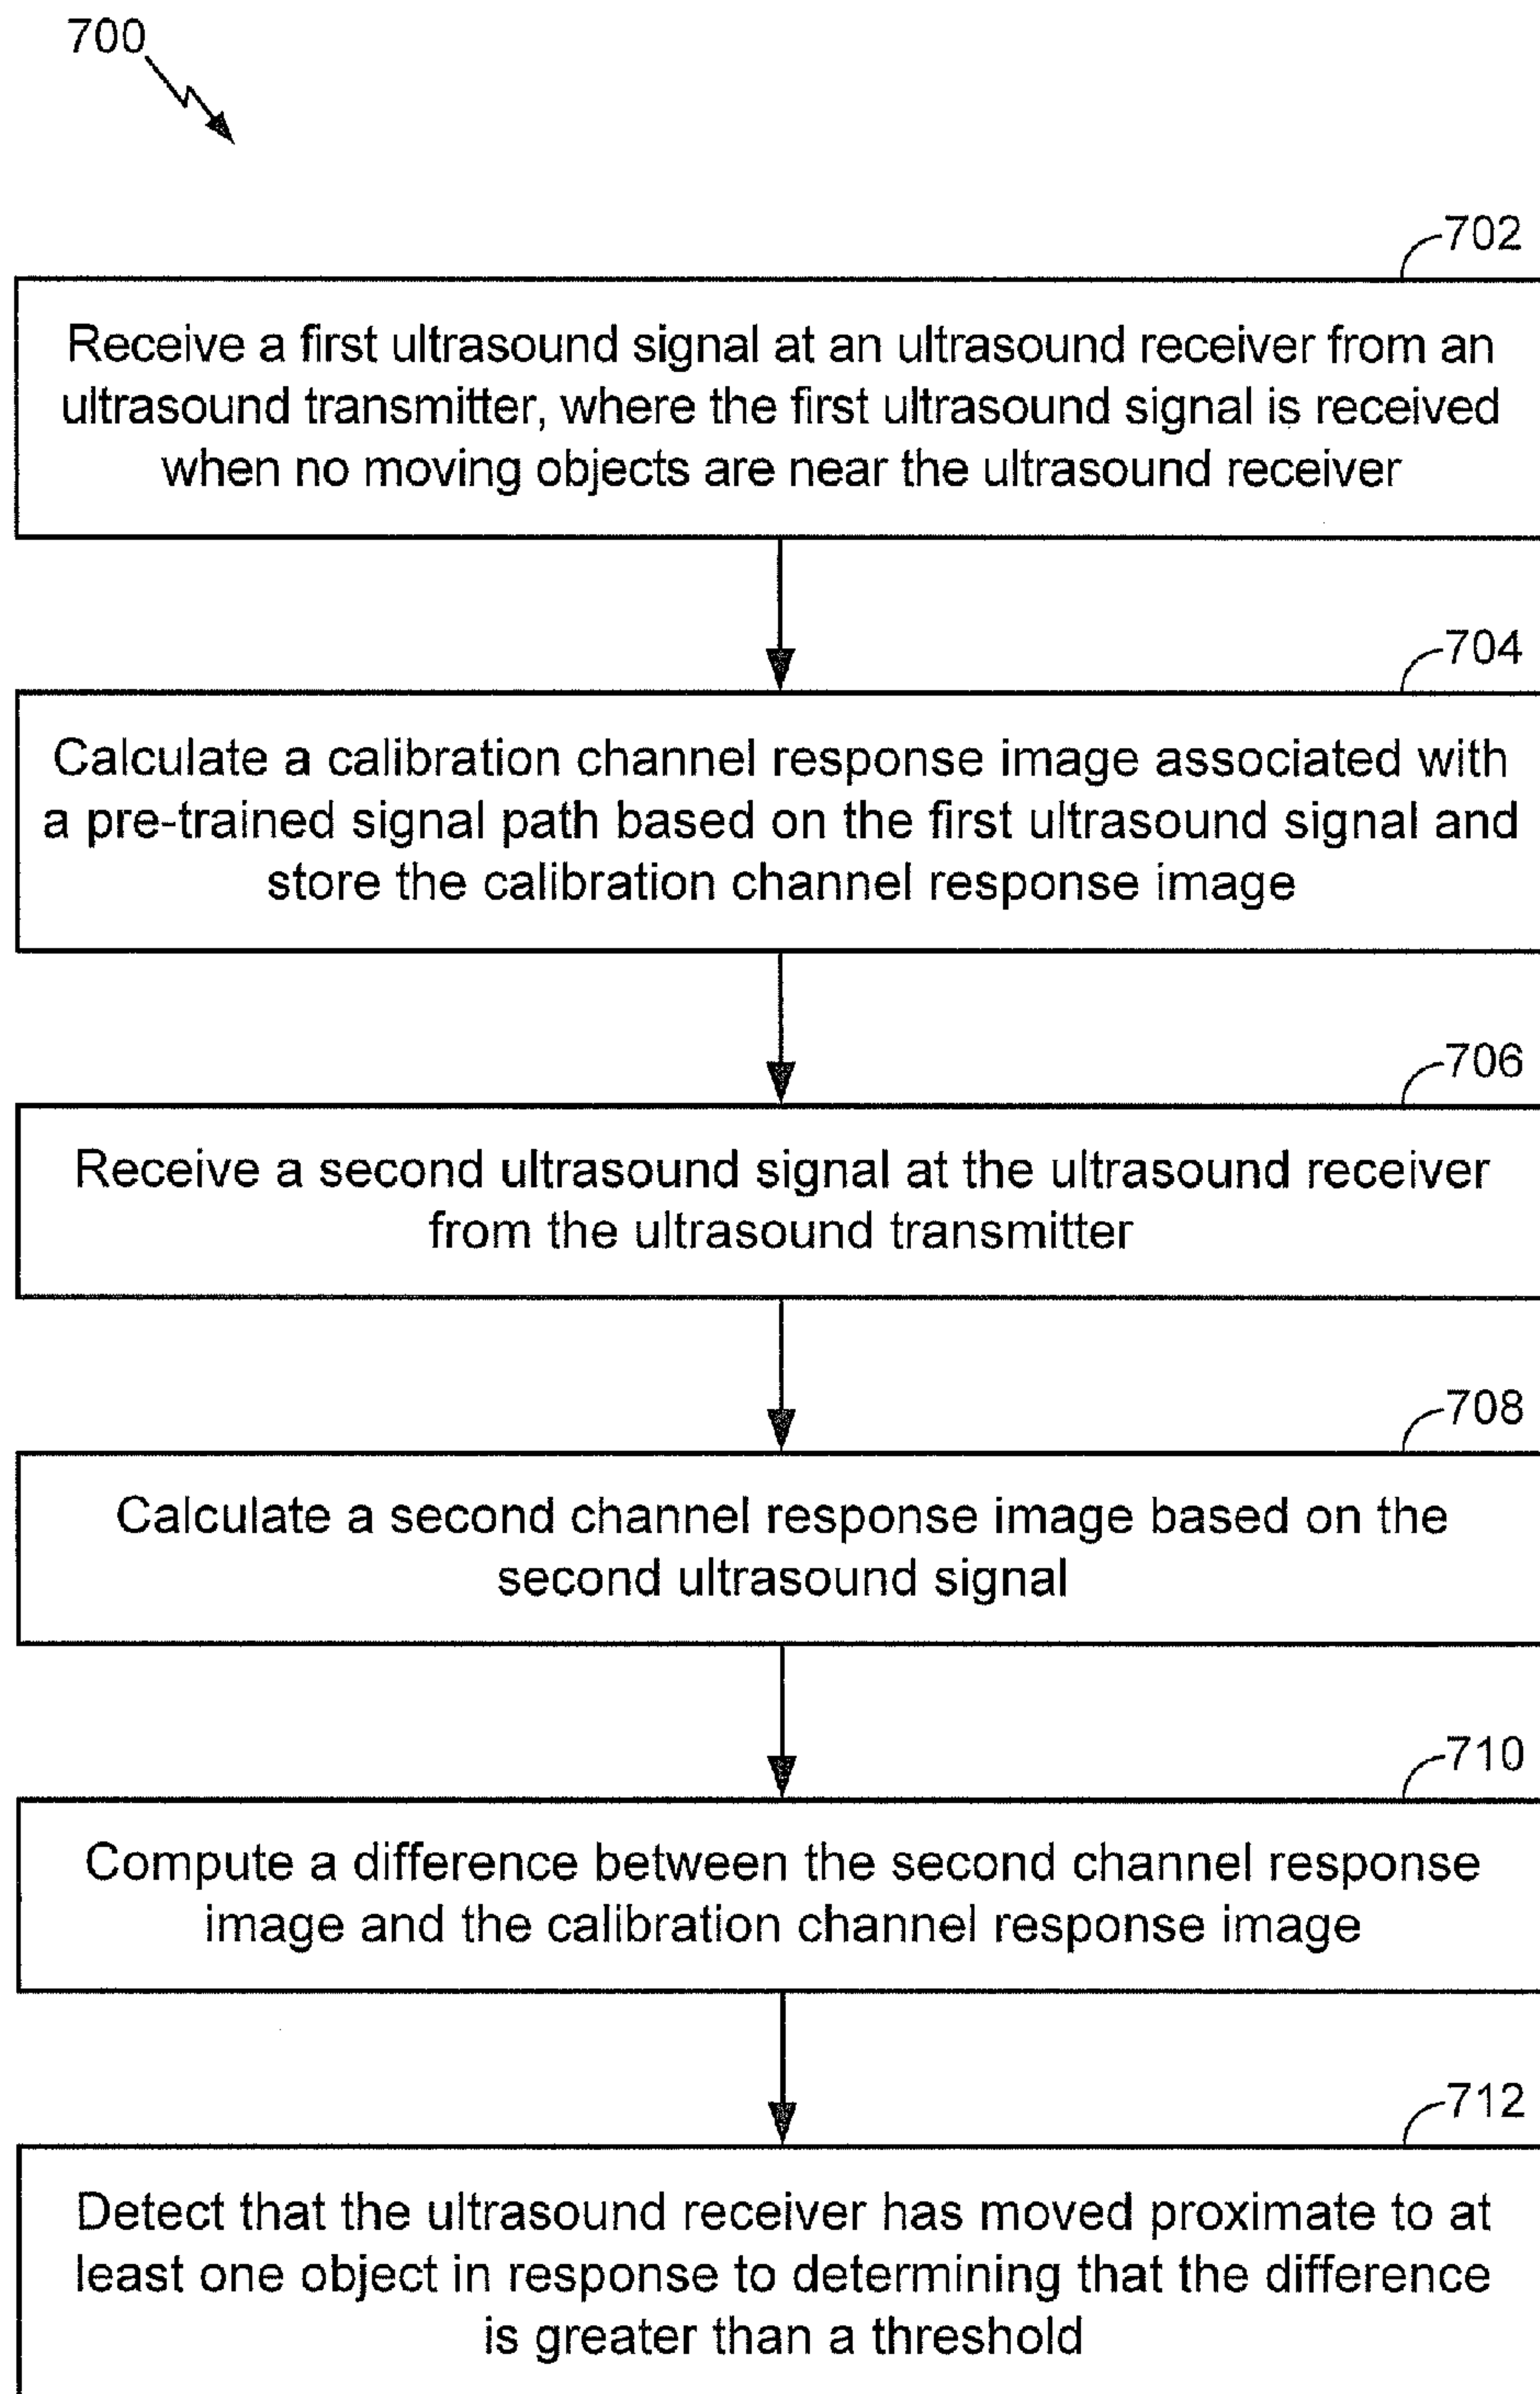 700
702
Receive a first ultrasound signal at an ultrasound receiver from an
ultrasound transmitter, where the first ultrasound signal is received
when no moving objects are near the ultrasound receiver
704
Calculate a calibration channel response image associated with
a pre-trained signal path based on the first ultrasound signal and
store the calibration channel response image
706
Receive a second ultrasound signal at the ultrasound receiver
from the ultrasound transmitter
708
Calculate a second channel response image based on the
second ultrasound signal
710
Compute a difference between the second channel response
image and the calibration channel response image
712
Detect that the ultrasound receiver has moved proximate to at
least one object in response to determining that the difference
is greater than a threshold